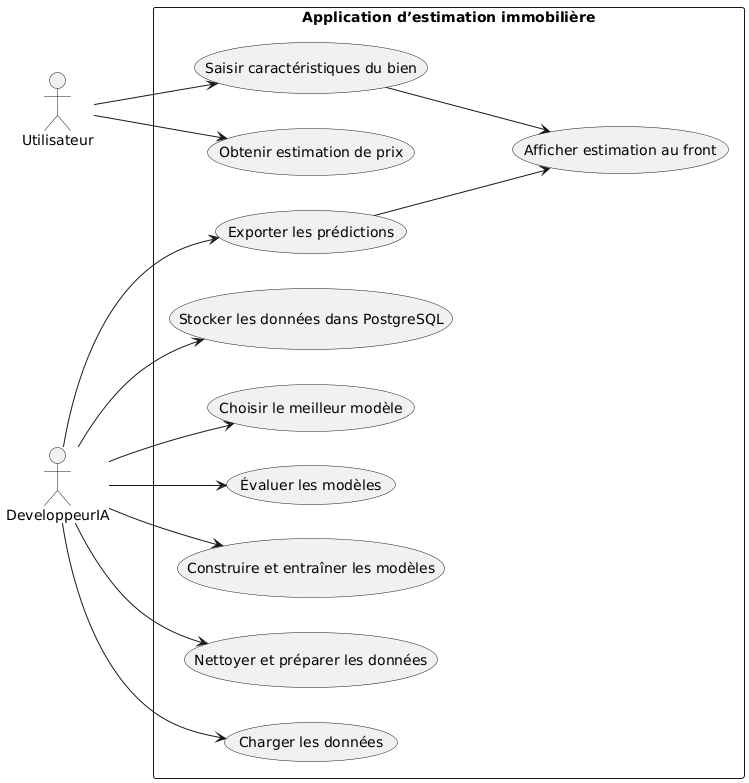 Application d’estimation immobilière
Saisir caractéristiques du bien
Utilisateur
Obtenir estimation de prix
Afficher estimation au front
Exporter les prédictions
Stocker les données dans PostgreSQL
Choisir le meilleur modèle
Évaluer les modèles
DeveloppeurIA
Construire et entraîner les modèles
Nettoyer et préparer les données
Charger les données